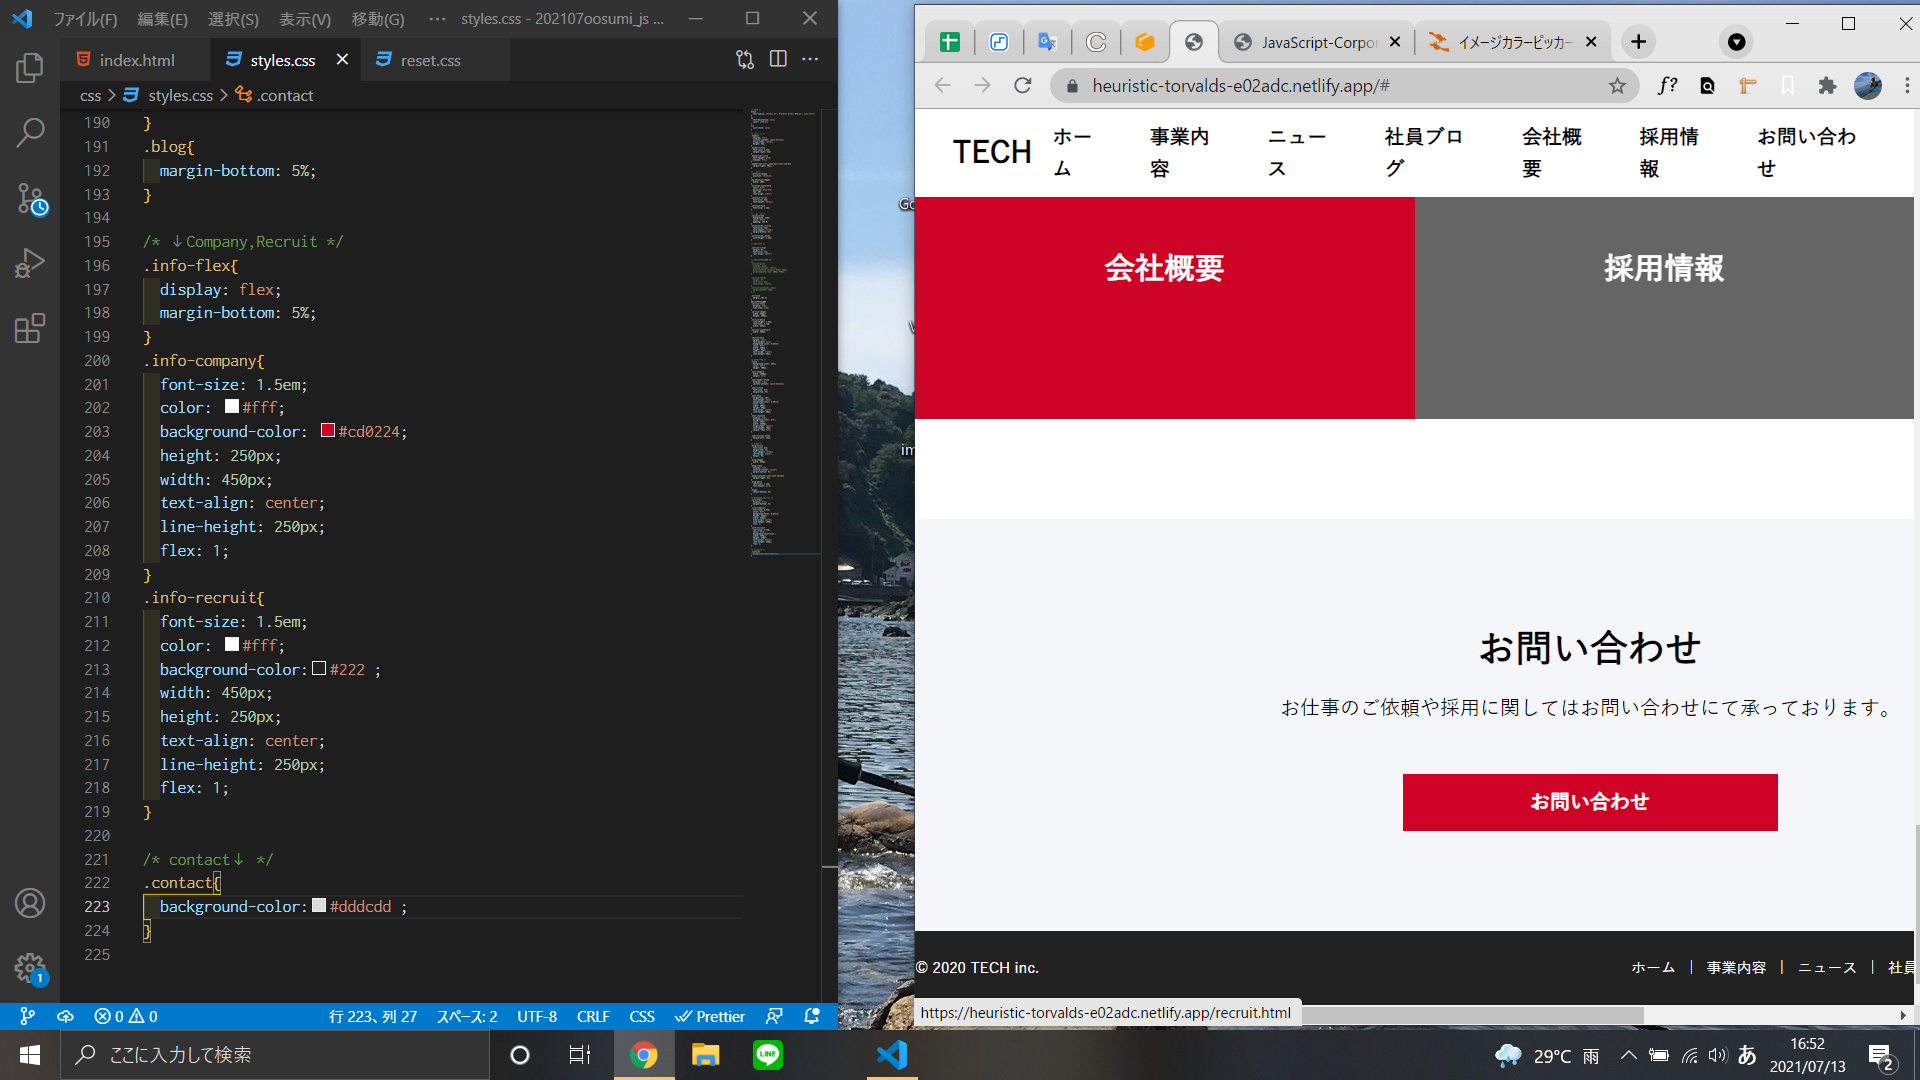 ファイル(F) 編集(E) 選択(S) 表示(V) 移動(G) ··· styles.css - 202107oosumi_js ...
index.html styles.css reset.css
css > styles.css > .contact
190 }
191 .blog{
192 margin-bottom: 5%;
193 }
194
195 /* ↓Company,Recruit */
196 .info-flex{
197 display: flex;
198 margin-bottom: 5%;
199 }
200 .info-company{
201 font-size: 1.5em;
202 color: #fff;
203 background-color: #cd0224;
204 height: 250px;
205 width: 450px;
206 text-align: center;
207 line-height: 250px;
208 flex: 1;
209 }
210 .info-recruit{
211 font-size: 1.5em;
212 color: #fff;
213 background-color: #222 ;
214 width: 450px;
215 height: 250px;
216 text-align: center;
217 line-height: 250px;
218 flex: 1;
219 }
220
221 /* contact↓ */
222 .contact{
223 background-color: #dddcdd ;
224 }
225
0 0 行 223、列 27 スペース: 2 UTF-8 CRLF CSS Prettier
1
JavaScript-Corpo イメージカラーピッカー
heuristic-torvalds-e02adc.netlify.app/#
f?
TECH
ホーム
事業内容
ニュース
社員ブログ
会社概要
採用情報
お問い合わせ
会社概要
採用情報
お問い合わせ
お仕事のご依頼や採用に関してはお問い合わせにて承っております。
お問い合わせ
© 2020 TECH inc.
ホーム | 事業内容 | ニュース | 社員
https://heuristic-torvalds-e02adc.netlify.app/recruit.html
ここに入力して検索
LINE
29°C 雨
あ
16:52
2021/07/13
2